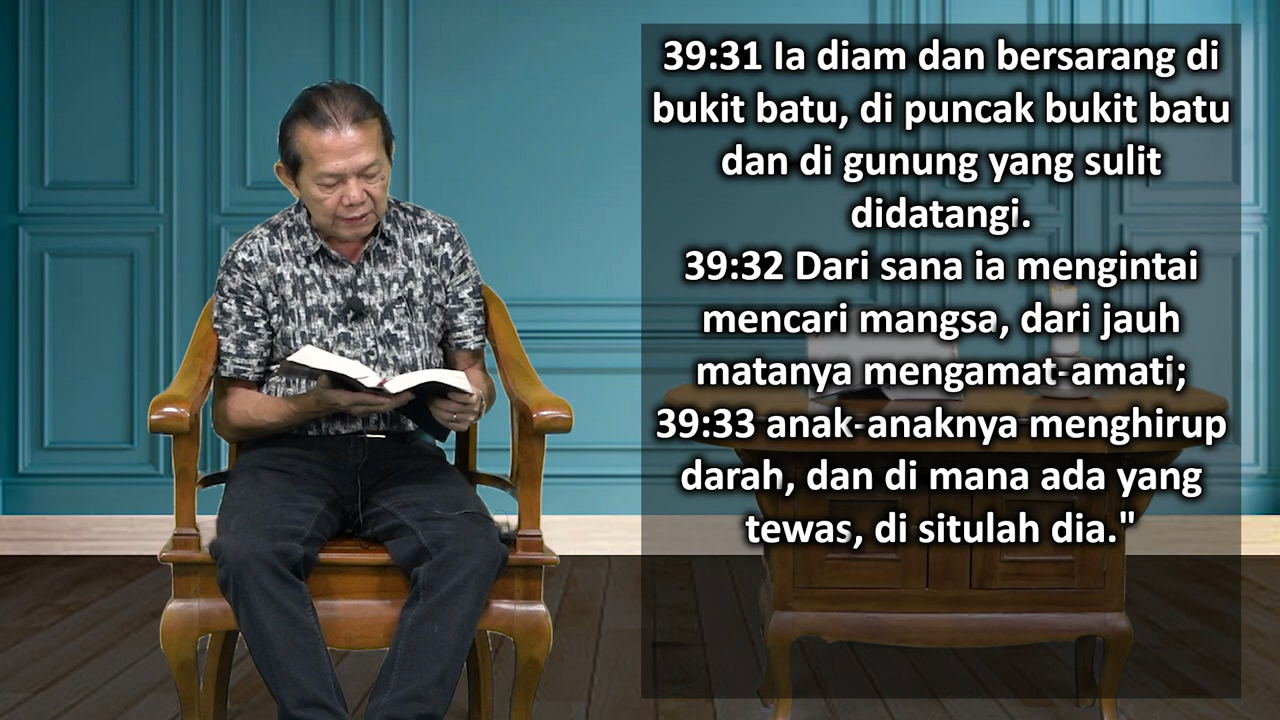 39:31 Ia diam dan bersarang di
bukit batu, di puncak bukit batu
dan di gunung yang sulit
didatangi.
39:32 Dari sana ia mengintai
mencari mangsa, dari jauh
matanya mengamat-amati;
39:33 anak-anaknya menghirup
darah, dan di mana ada yang
tewas, di situlah dia."